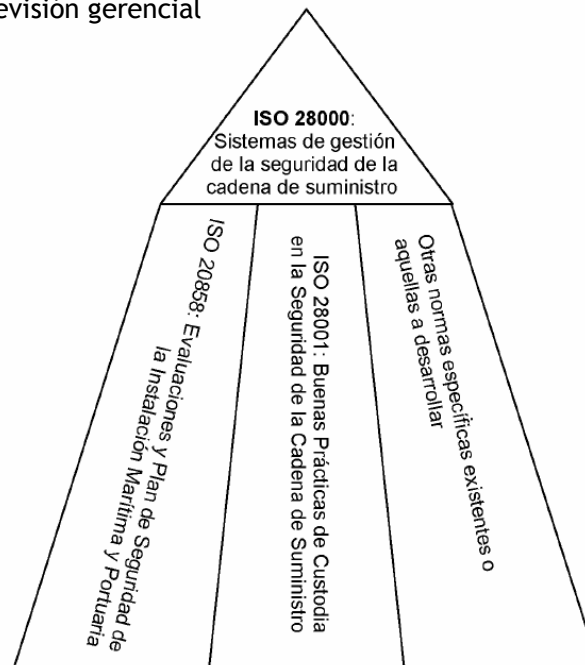 evisión gerencial
ISO 28000:
Sistemas de gestión
de la seguridad de la
cadena de suministro
ISO 20858: Evaluaciones y Plan de Seguridad de
la Instalación Marítima y Portuaria
ISO 28001: Buenas Prácticas de Custodia
en la Seguridad de la Cadena de Suministro
Otras normas específicas existentes o
aquellas a desarrollar